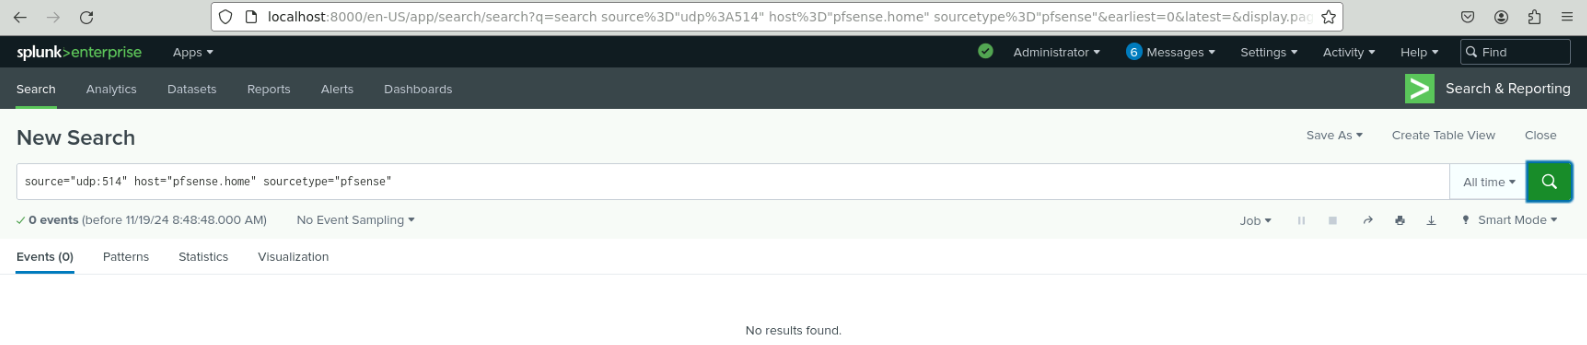 localhost:8000/en-US/app/search/search?q=search source%3D"udp%3A514" host%3D"pfsense.home" sourcetype%3D"pfsense"&earliest=0&latest=&display.pag
splunk>enterprise Apps Administrator 6 Messages Settings Activity Help Find
Search Analytics Datasets Reports Alerts Dashboards > Search & Reporting
New Search Save As Create Table View Close
source="udp:514" host="pfsense.home" sourcetype="pfsense" All time
0 events (before 11/19/24 8:48:48.000 AM) No Event Sampling Job Smart Mode
Events (0) Patterns Statistics Visualization
No results found.